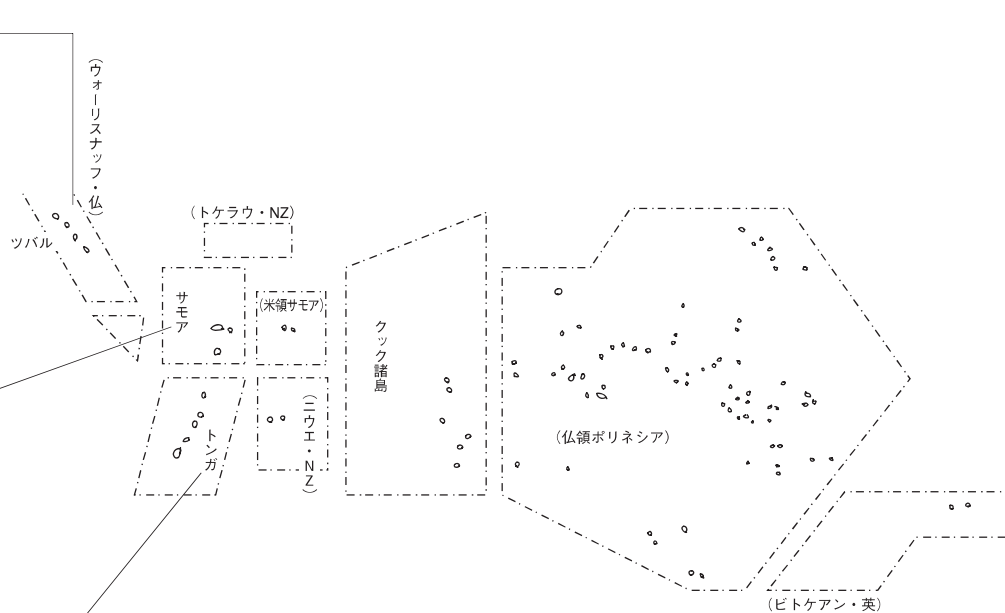 (ウォーリスナッフ・仏)
ツバル
(トケラウ・NZ)
サモア
(米領サモア)
トンガ
(ニウエ・NZ)
クック諸島
(仏領ポリネシア)
(ビトケアン・英)